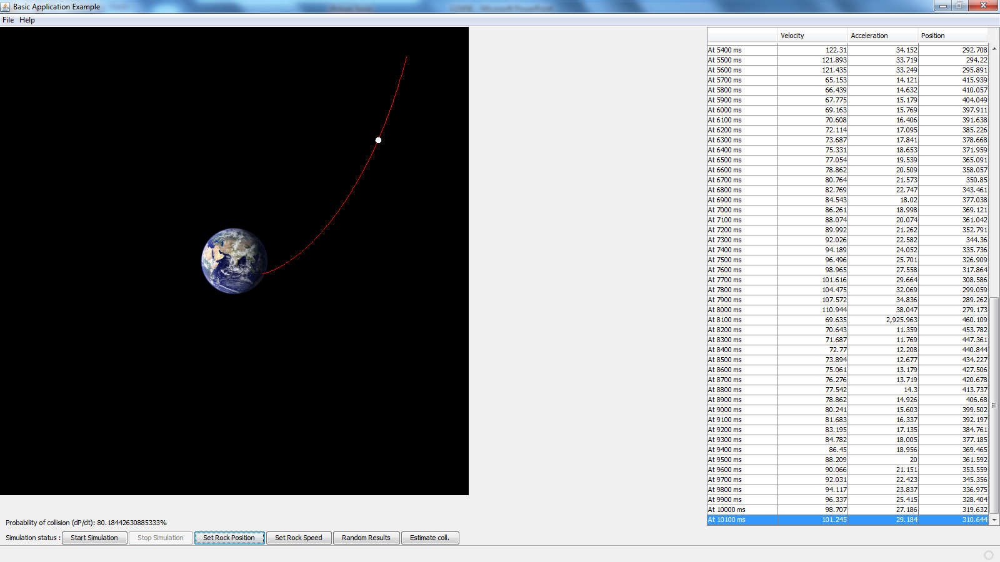 Basic Application Example
File Help
Velocity Acceleration Position
At 5400 ms 122.31 34.152 292.708
At 5500 ms 121.893 33.719 294.22
At 5600 ms 121.435 33.249 295.891
At 5700 ms 65.153 14.121 415.939
At 5800 ms 66.439 14.632 410.057
At 5900 ms 67.775 15.179 404.049
At 6000 ms 69.163 15.769 397.911
At 6100 ms 70.608 16.406 391.638
At 6200 ms 72.114 17.095 385.226
At 6300 ms 73.687 17.841 378.668
At 6400 ms 75.331 18.653 371.959
At 6500 ms 77.054 19.539 365.091
At 6600 ms 78.862 20.509 358.057
At 6700 ms 80.764 21.573 350.85
At 6800 ms 82.769 22.747 343.461
At 6900 ms 84.543 18.02 377.038
At 7000 ms 86.261 18.998 369.121
At 7100 ms 88.074 20.074 361.042
At 7200 ms 89.992 21.262 352.791
At 7300 ms 92.026 22.582 344.36
At 7400 ms 94.189 24.052 335.736
At 7500 ms 96.496 25.701 326.909
At 7600 ms 98.965 27.558 317.864
At 7700 ms 101.616 29.664 308.586
At 7800 ms 104.475 32.069 299.059
At 7900 ms 107.572 34.836 289.262
At 8000 ms 110.944 38.047 279.173
At 8100 ms 69.635 2,925.963 460.109
At 8200 ms 70.643 11.359 453.782
At 8300 ms 71.687 11.769 447.361
At 8400 ms 72.77 12.208 440.844
At 8500 ms 73.894 12.677 434.227
At 8600 ms 75.061 13.179 427.506
At 8700 ms 76.276 13.719 420.678
At 8800 ms 77.542 14.3 413.737
At 8900 ms 78.862 14.926 406.68
At 9000 ms 80.241 15.603 399.502
At 9100 ms 81.683 16.337 392.197
At 9200 ms 83.195 17.135 384.761
At 9300 ms 84.782 18.005 377.185
At 9400 ms 86.45 18.956 369.465
At 9500 ms 88.209 20 361.592
At 9600 ms 90.066 21.151 353.559
At 9700 ms 92.031 22.423 345.356
At 9800 ms 94.117 23.837 336.975
At 9900 ms 96.337 25.415 328.404
At 10000 ms 98.707 27.186 319.632
At 10100 ms 101.245 29.184 310.644
Probability of collision (dP/dt): 80.18442630885333%
Simulation status : Start Simulation Stop Simulation Set Rock Position Set Rock Speed Random Results Estimate coll.